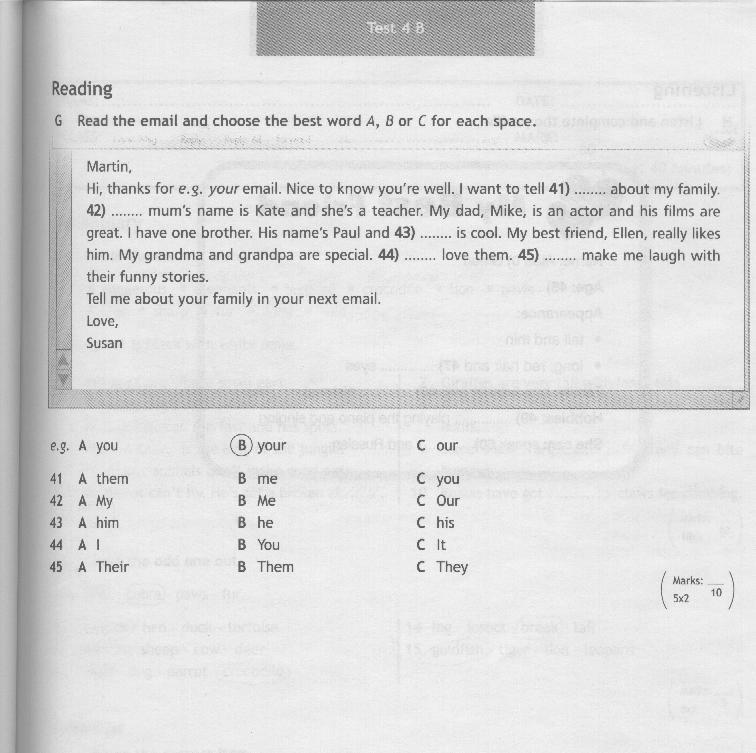 Test 4 B
Reading
G Read the email and choose the best word A, B or C for each space.
Martin,
Hi, thanks for e.g. your email. Nice to know you're well. I want to tell 41) ........ about my family.
42) ........ mum's name is Kate and she's a teacher. My dad, Mike, is an actor and his films are
great. I have one brother. His name's Paul and 43) ........ is cool. My best friend, Ellen, really likes
him. My grandma and grandpa are special. 44) ........ love them. 45) ........ make me laugh with
their funny stories.
Tell me about your family in your next email.
Love,
Susan
e.g. A you B your C our
41 A them B me C you
42 A My B Me C Our
43 A him B he C his
44 A I B You C It
45 A Their B Them C They
Marks: __
5x2 10